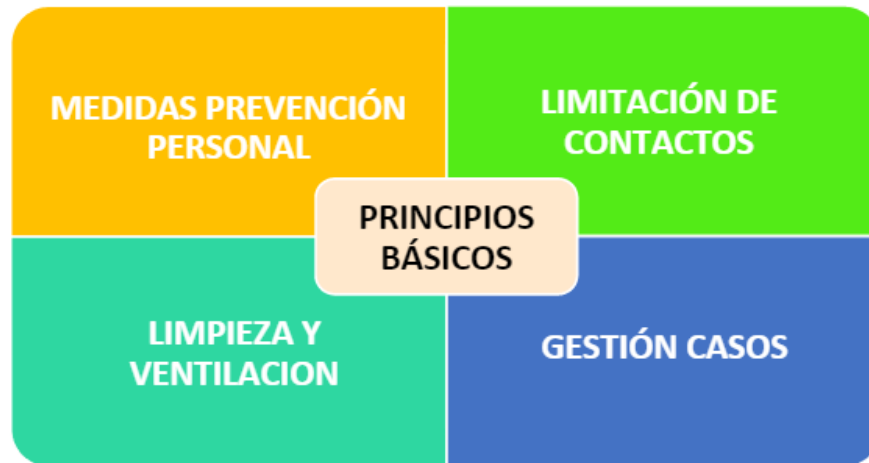 MEDIDAS PREVENCIÓN
PERSONAL
LIMITACIÓN DE
CONTACTOS
PRINCIPIOS
BÁSICOS
LIMPIEZA Y
VENTILACION
GESTIÓN CASOS